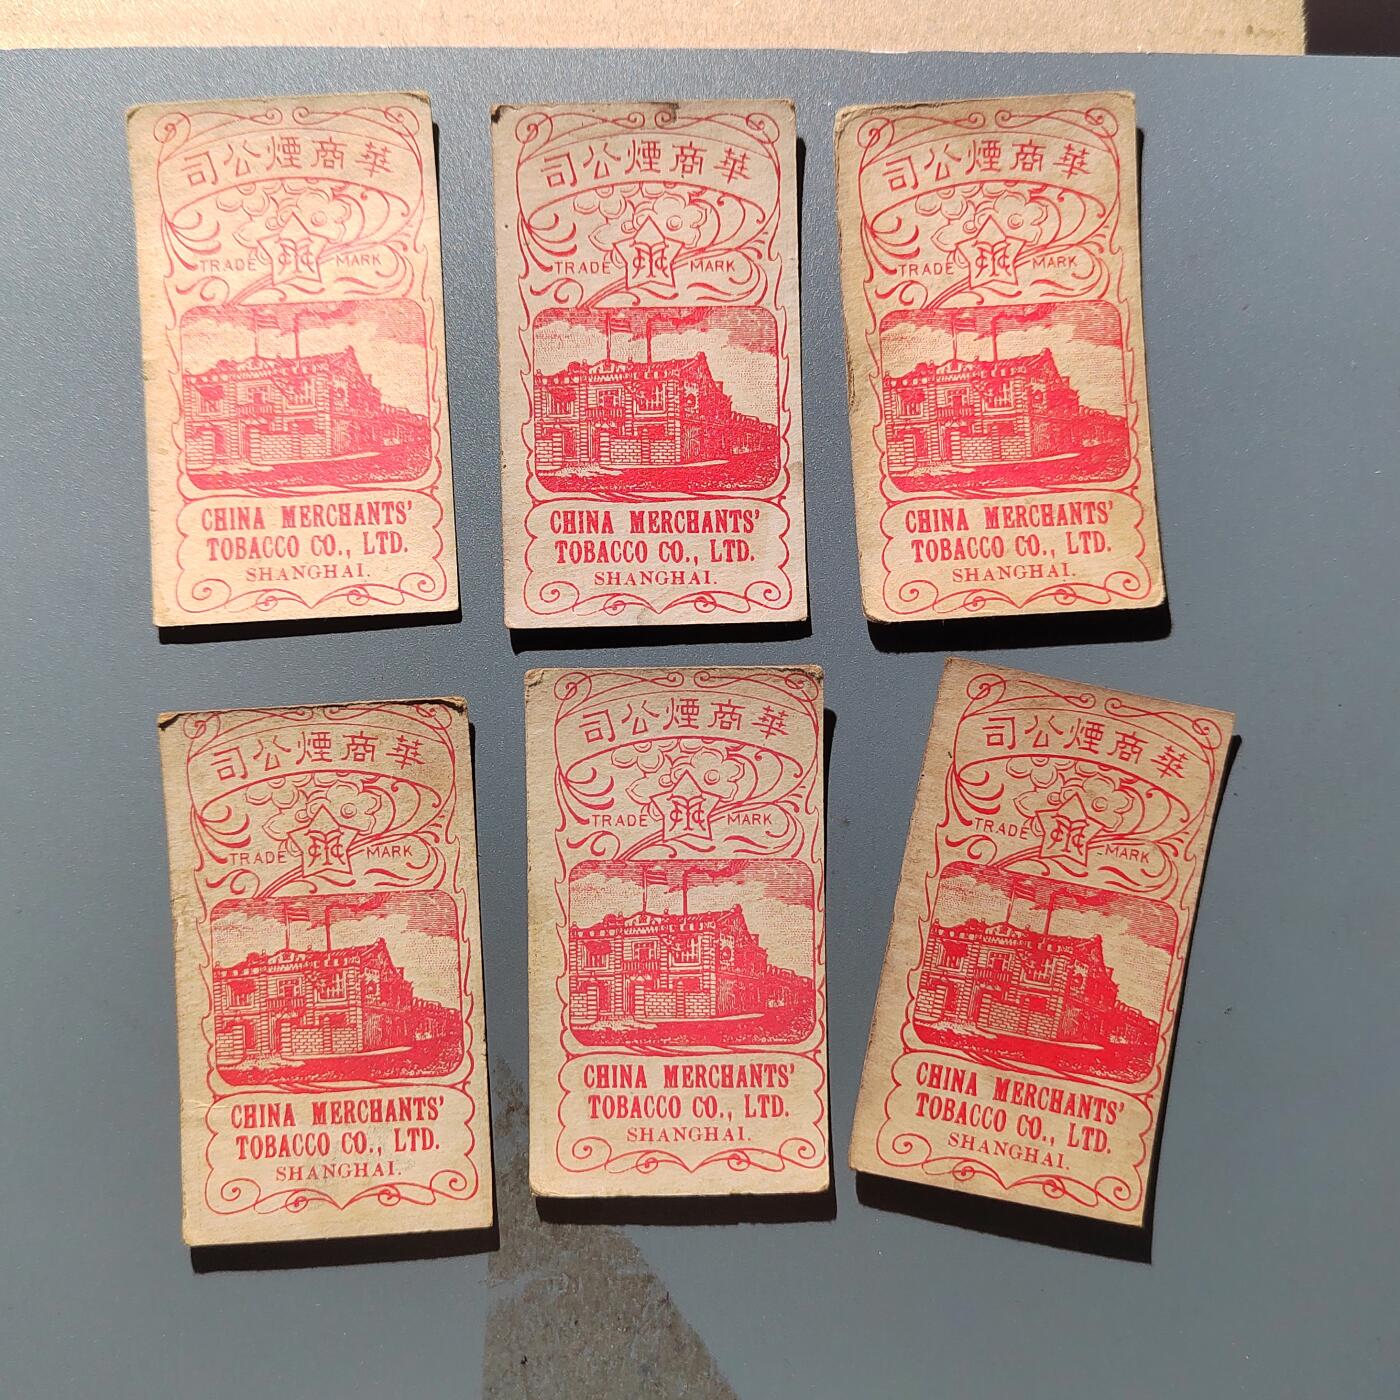 華商煙公司
TRADE MARK
CHINA MERCHANTS'
TOBACCO CO., LTD.
SHANGHAI.
華商煙公司
TRADE MARK
CHINA MERCHANTS'
TOBACCO CO., LTD.
SHANGHAI.
華商煙公司
TRADE MARK
CHINA MERCHANTS'
TOBACCO CO., LTD.
SHANGHAI.
華商煙公司
TRADE MARK
CHINA MERCHANTS'
TOBACCO CO., LTD.
SHANGHAI.
華商煙公司
TRADE MARK
CHINA MERCHANTS'
TOBACCO CO., LTD.
SHANGHAI.
華商煙公司
TRADE MARK
CHINA MERCHANTS'
TOBACCO CO., LTD.
SHANGHAI.